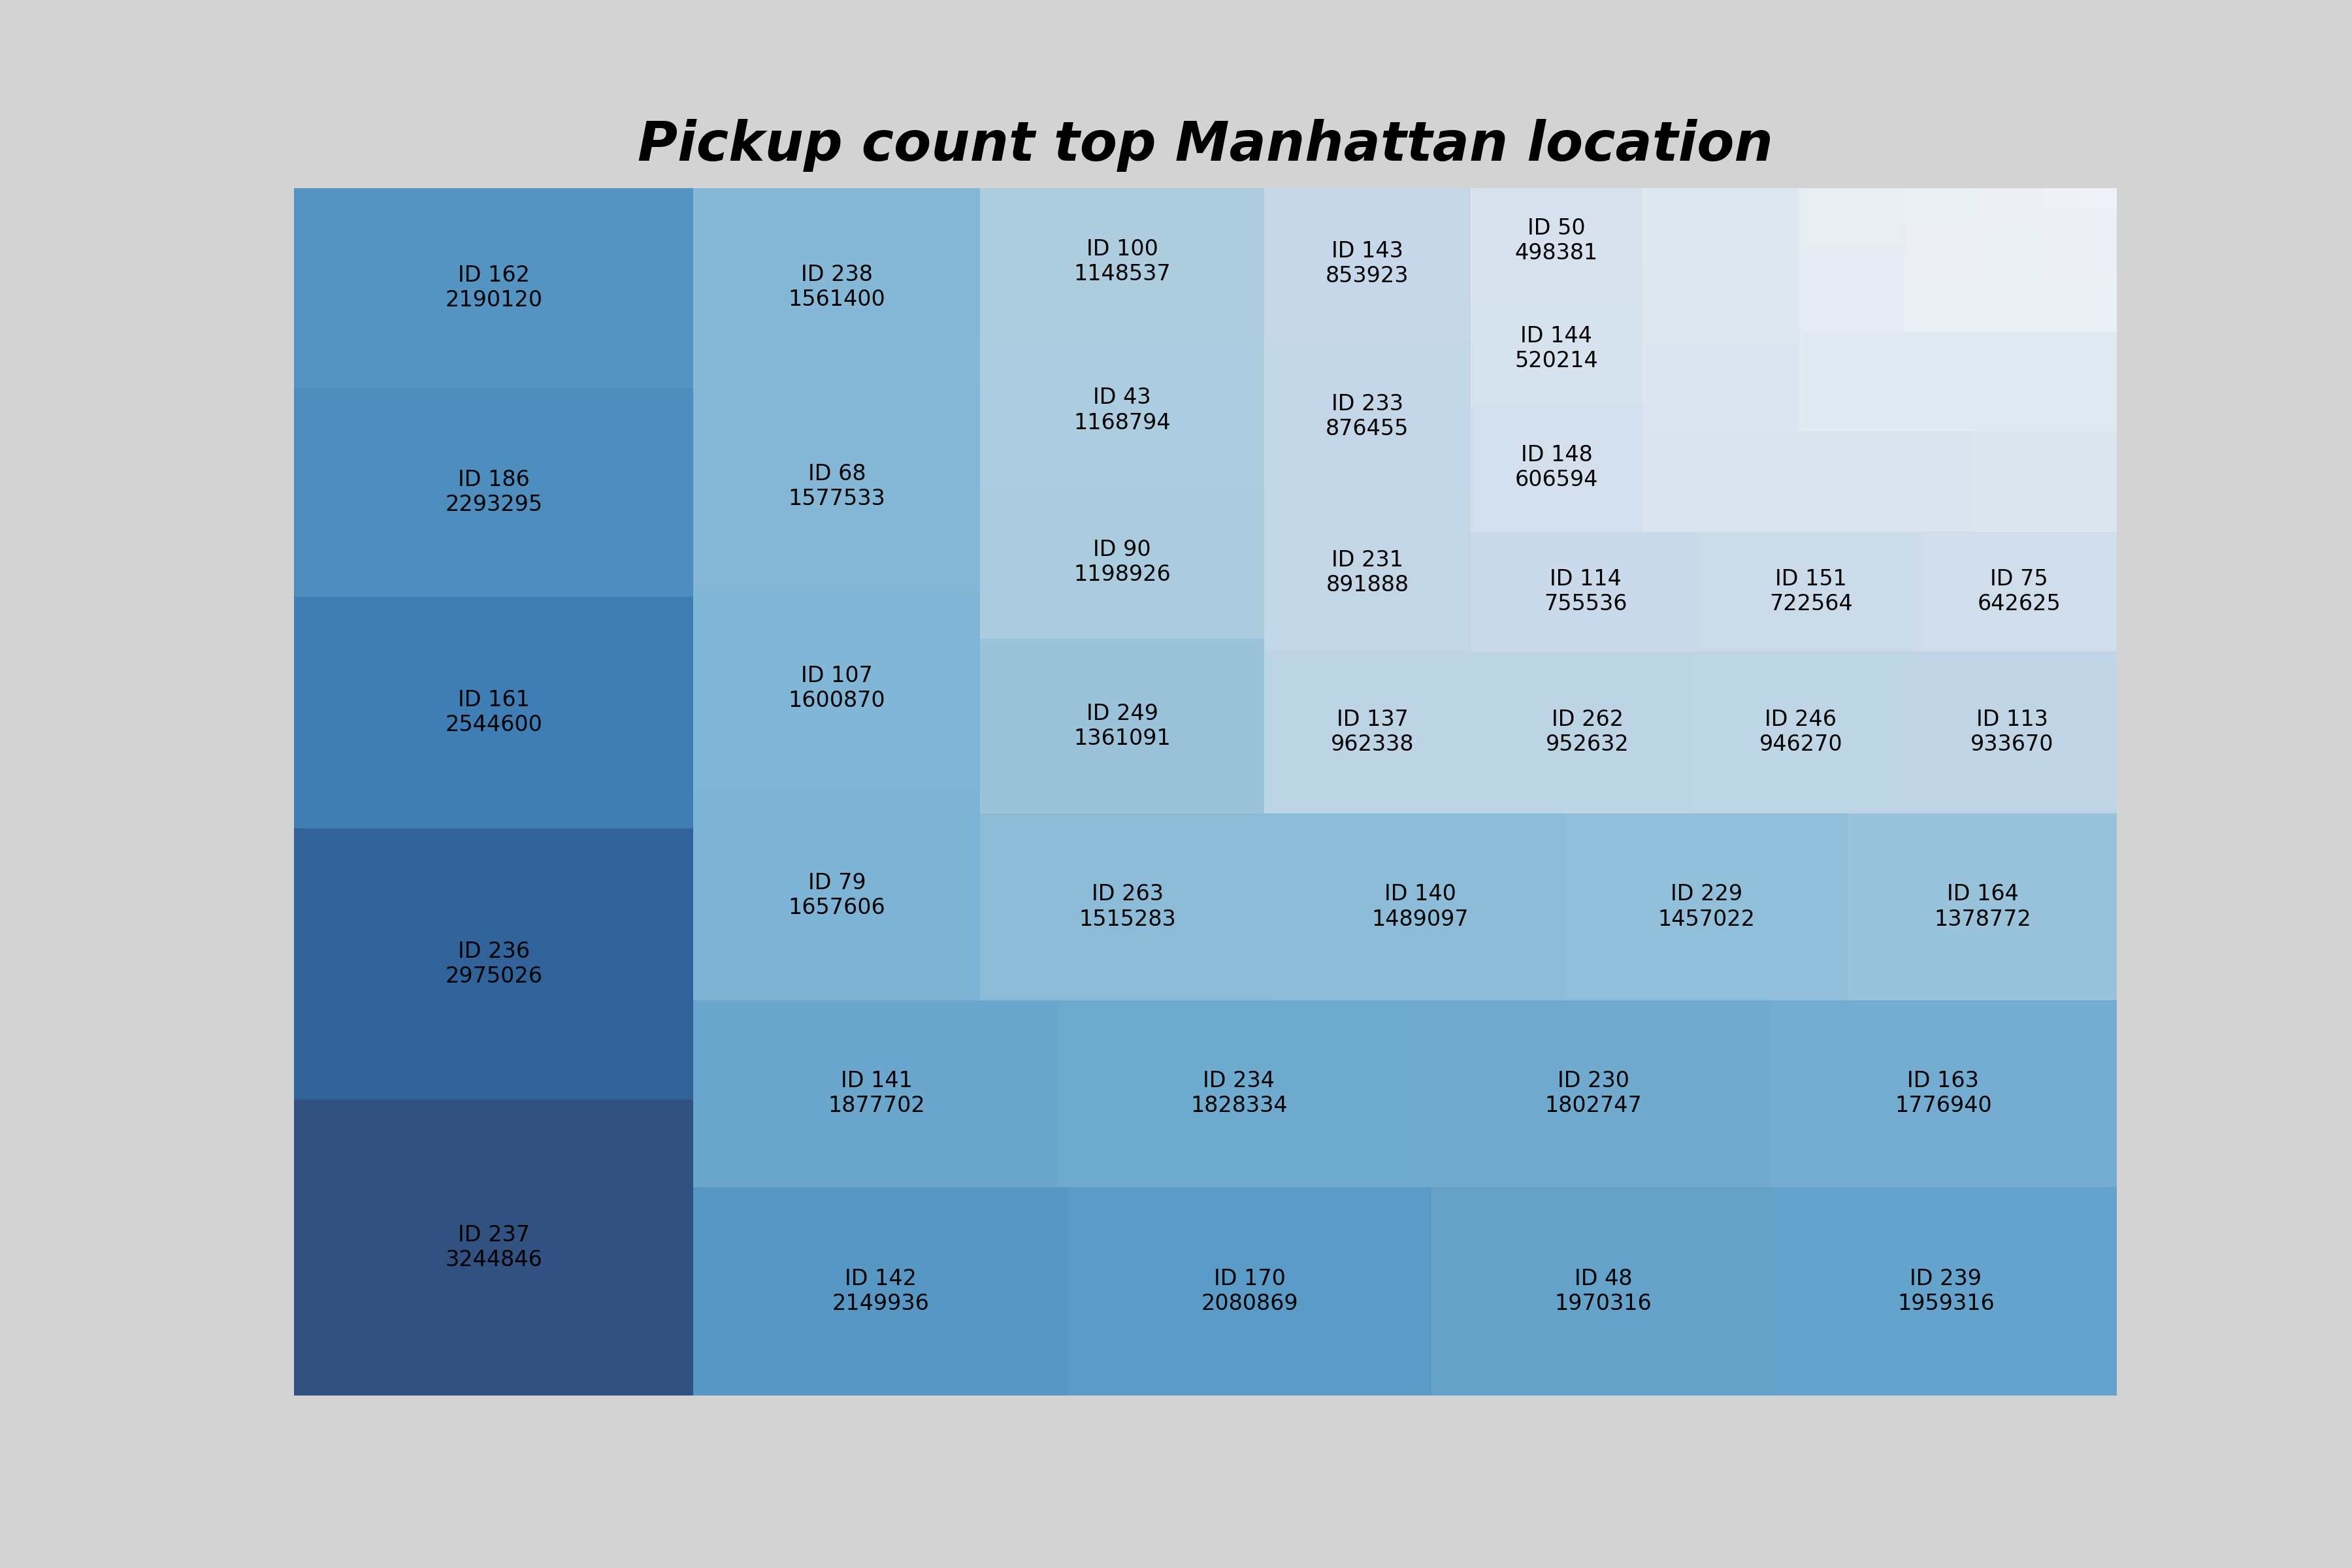 Pickup count top Manhattan location
ID 162
2190120
ID 186
2293295
ID 161
2544600
ID 236
2975026
ID 237
3244846
ID 238
1561400
ID 68
1577533
ID 107
1600870
ID 79
1657606
ID 100
1148537
ID 43
1168794
ID 90
1198926
ID 249
1361091
ID 143
853923
ID 233
876455
ID 231
891888
ID 50
498381
ID 144
520214
ID 148
606594
ID 114
755536
ID 151
722564
ID 75
642625
ID 137
962338
ID 262
952632
ID 246
946270
ID 113
933670
ID 263
1515283
ID 140
1489097
ID 229
1457022
ID 164
1378772
ID 141
1877702
ID 234
1828334
ID 230
1802747
ID 163
1776940
ID 142
2149936
ID 170
2080869
ID 48
1970316
ID 239
1959316